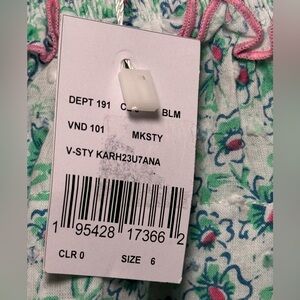 DEPT 191 BLM
VND 101 MKSTY
V-STY KARH23U7ANA
1 95428 17366 2
CLR 0 SIZE 6